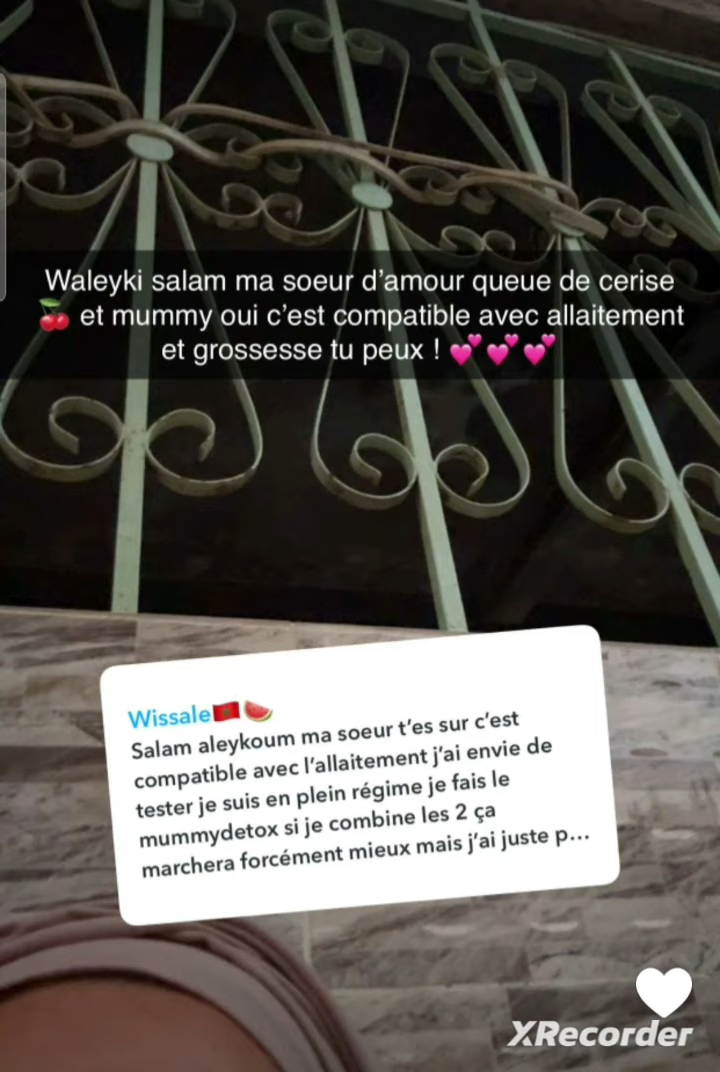 Waleyki salam ma soeur d’amour queue de cerise
🍒 et mummy oui c’est compatible avec allaitement
et grossesse tu peux ! 💕💕💕
Wissale🇲🇦🍉
Salam aleykoum ma soeur t’es sur c’est
compatible avec l’allaitement j’ai envie de
tester je suis en plein régime je fais le
mummydetox si je combine les 2 ça
marchera forcément mieux mais j’ai juste p...
XRecorder